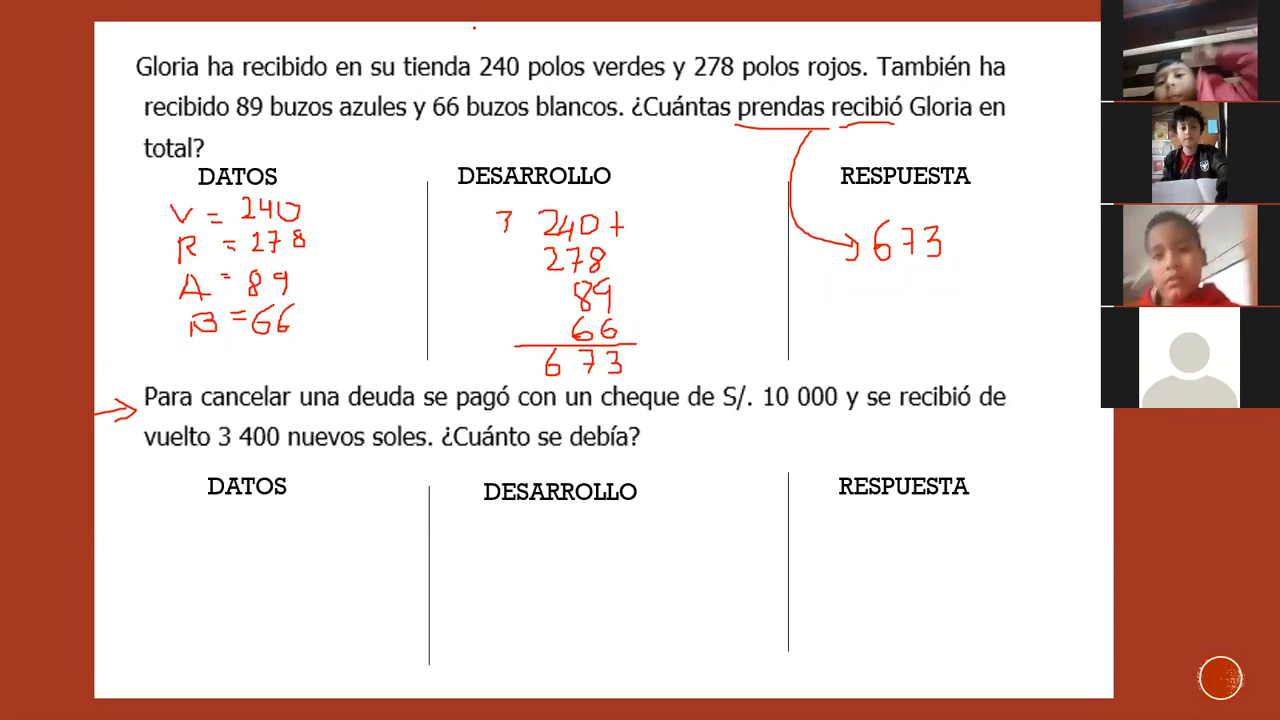 Gloria ha recibido en su tienda 240 polos verdes y 278 polos rojos. También ha
recibido 89 buzos azules y 66 buzos blancos. ¿Cuántas prendas recibió Gloria en
total?
DATOS DESARROLLO RESPUESTA
V = 240
R = 278
A = 89
B = 66
240 +
278
89
66
673
673
Para cancelar una deuda se pagó con un cheque de S/. 10 000 y se recibió de
vuelto 3 400 nuevos soles. ¿Cuánto se debía?
DATOS DESARROLLO RESPUESTA